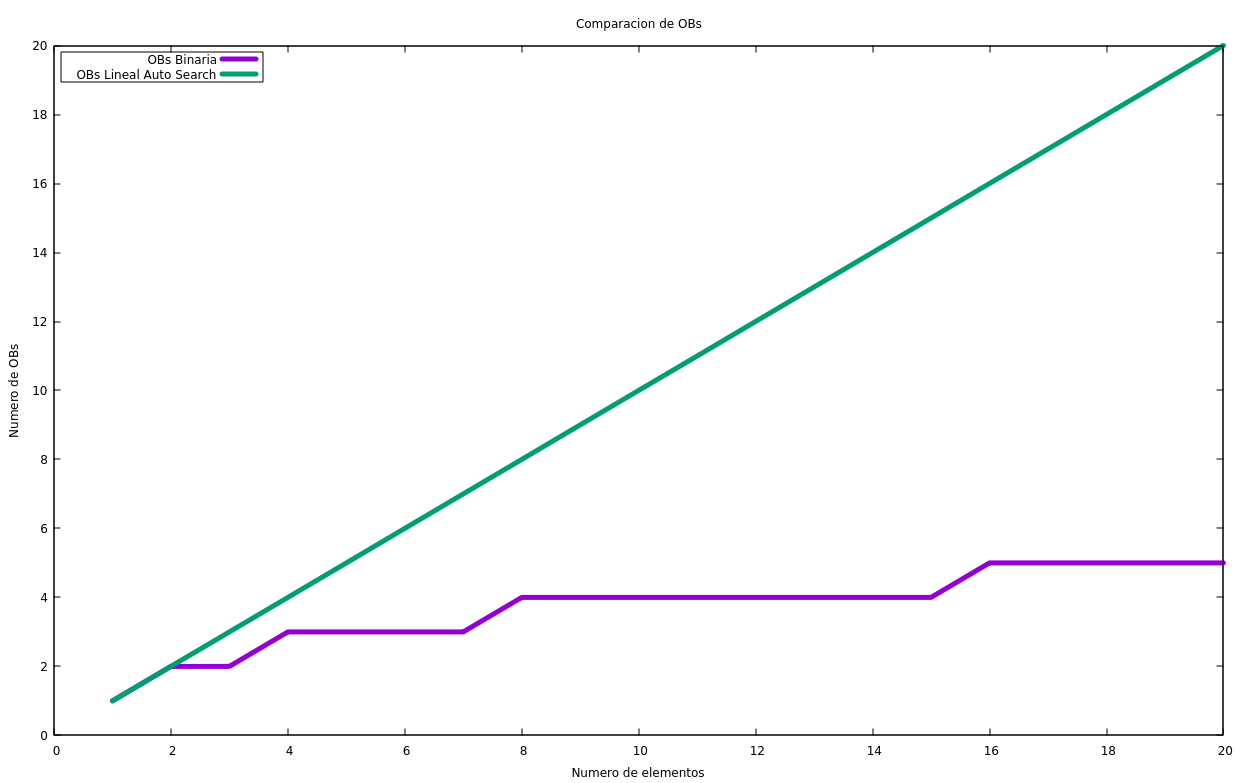 Comparacion de OBs
OBs Binaria
OBs Lineal Auto Search
20
18
16
14
12
10
8
6
4
2
0
Numero de OBs
0 2 4 6 8 10 12 14 16 18 20
Numero de elementos